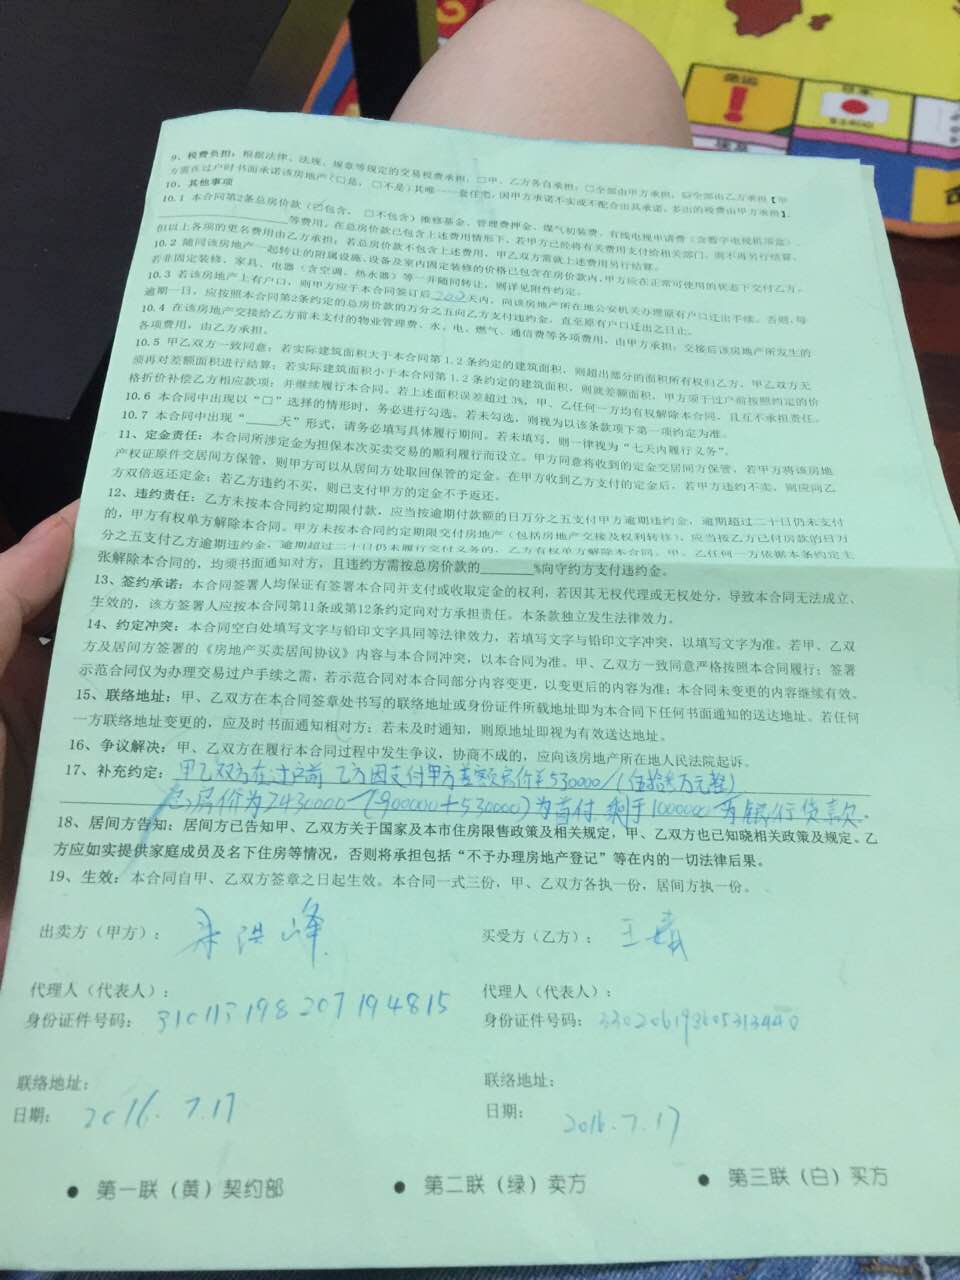 9、税费负担：根据法律、法规、规章等规定的交易税费承担，□甲、乙方各自承担；□全部由甲方承担；☑全部由乙方承担【甲
方需在过户时书面承诺该房地产（□是，□不是）其唯一一套住宅，因甲方承诺不实或不配合出具承诺，多出的税费由甲方承担】.
10、其他事项
10.1 本合同第2条总房价款（☑包含， □不包含）维修基金、管理费押金、煤气初装费、有线电视申请费（含数字电视机顶盒）、
等费用，在总房价款已包含上述费用情形下，若甲方已经将有关费用支付给相关部门，则不再另行结算，
但以上各项的更名费用由乙方承担；若总房价款不包含上述费用，甲乙双方需就上述费用另行结算。
10.2 随同该房地产一起转让的附属设施、设备及室内固定装修的价格已包含在房价款内，甲方应在正常可使用的状态下交付乙方。
若非固定装修、家具、电器（含空调、热水器）等一并随同转让，则详见附件约定。
10.3 若该房地产上有户口，则甲方应于本合同签订后 天内，向该房地产所在地公安机关办理原有户口迁出手续。否则，每
逾期一日，应按照本合同第2条约定的总房价款的万分之五向乙方支付违约金，直至原有户口迁出之日止。
10.4 在该房地产交接给乙方前未支付的物业管理费、水、电、燃气、通信费等各项费用，由甲方承担；交接后该房地产所发生的
各项费用，由乙方承担。
10.5 甲乙双方一致同意：若实际建筑面积大于本合同第1.2条约定的建筑面积，则超出部分的面积所有权归乙方，甲乙双方无
须再对差额面积进行结算；若实际建筑面积小于本合同第1.2条约定的建筑面积，则就差额面积，甲方须于过户前按照约定的价
格折价补偿乙方相应款项；并继续履行本合同。若上述面积误差超过3%，甲、乙任何一方均有权解除本合同，且互不承担责任。
10.6 本合同中出现以“□”选择的情形时，务必进行勾选。若未勾选，则视为以该条款项下第一项约定为准。
10.7 本合同中出现“_____天”形式，请务必填写具体履行期间。若未填写，则一律视为“七天内履行义务”。
11、定金责任：本合同所涉定金为担保本次买卖交易的顺利履行而设立。甲方同意将收到的定金交居间方保管，若甲方将该房地
产权证原件交居间方保管，则甲方可以从居间方处取回保管的定金。在甲方收到乙方支付的定金后，若甲方违约不卖，则应向乙
方双倍返还定金；若乙方违约不买，则已支付甲方的定金不予返还。
12、违约责任：乙方未按本合同约定期限付款，应当按逾期付款额的日万分之五支付甲方逾期违约金，逾期超过二十日仍未支付
的，甲方有权单方解除本合同。甲方未按本合同约定期限交付房地产（包括房地产交接及权利转移），应当按乙方已付房款的日万
分之五支付乙方逾期违约金，逾期超过二十日仍未履行交付义务的，乙方有权单方解除本合同。甲、乙任何一方依据本条约定主
张解除本合同的，均须书面通知对方，且违约方需按总房价款的______%向守约方支付违约金。
13、签约承诺：本合同签署人均保证有签署本合同并支付或收取定金的权利，若因其无权代理或无权处分，导致本合同无法成立、
生效的，该方签署人应按本合同第11条或第12条约定向对方承担责任。本条款独立发生法律效力。
14、约定冲突：本合同空白处填写文字与铅印文字具同等法律效力，若填写文字与铅印文字冲突，以填写文字为准。若甲、乙双
方及居间方签署的《房地产买卖居间协议》内容与本合同冲突，以本合同为准。甲、乙双方一致同意严格按照本合同履行；签署
示范合同仅为办理交易过户手续之需，若示范合同对本合同部分内容变更，以变更后的内容为准；本合同未变更的内容继续有效。
15、联络地址：甲、乙双方在本合同签章处书写的联络地址或身份证件所载地址即为本合同下任何书面通知的送达地址。若任何
一方联络地址变更的，应及时书面通知相对方；若未及时通知，则原地址即视为有效送达地址。
16、争议解决：甲、乙双方在履行本合同过程中发生争议，协商不成的，应向该房地产所在地人民法院起诉。
17、补充约定：甲乙双方在过户前 乙方因支付甲方差额房价￥530000/(伍拾叁万元整)
总房价为2430000一(900000+530000)为首付 剩于1000000为银行贷款
18、居间方告知：居间方已告知甲、乙双方关于国家及本市住房限售政策及相关规定，甲、乙双方也已知晓相关政策及规定。乙
方应如实提供家庭成员及名下住房等情况，否则将承担包括“不予办理房地产登记”等在内的一切法律后果。
19、生效：本合同自甲、乙双方签章之日起生效。本合同一式三份，甲、乙双方各执一份，居间方执一份。
出卖方（甲方）： 洪峰
买受方（乙方）： 王
代理人（代表人）：
代理人（代表人）：
身份证件号码：
身份证件号码：
联络地址：
联络地址：
日期： 2016.7.17
日期： 2016.7.17
● 第一联（黄）契约部
● 第二联（绿）卖方
● 第三联（白）买方
命运
日本